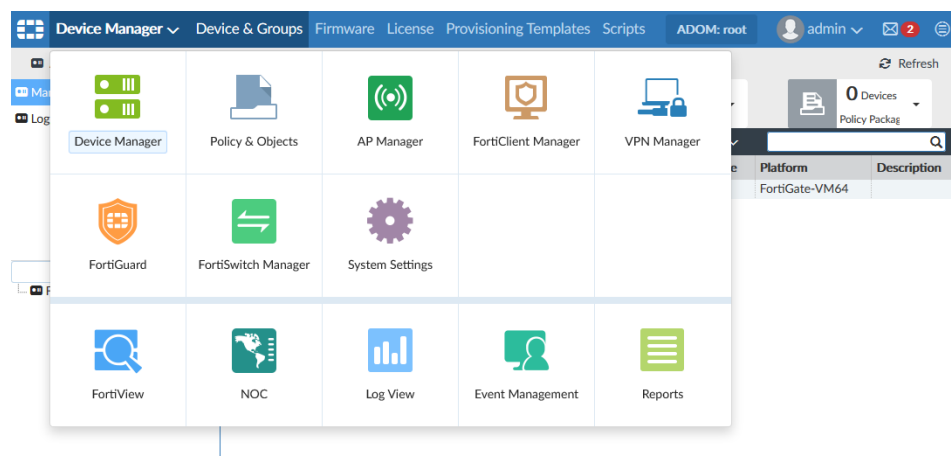 Device Manager Device & Groups Firmware License Provisioning Templates Scripts ADOM: root admin 2
Refresh
Log
0 Devices
Policy Packag
Device Manager Policy & Objects AP Manager FortiClient Manager VPN Manager
Platform Description
FortiGate-VM64
FortiGuard FortiSwitch Manager System Settings
FortiView NOC Log View Event Management Reports